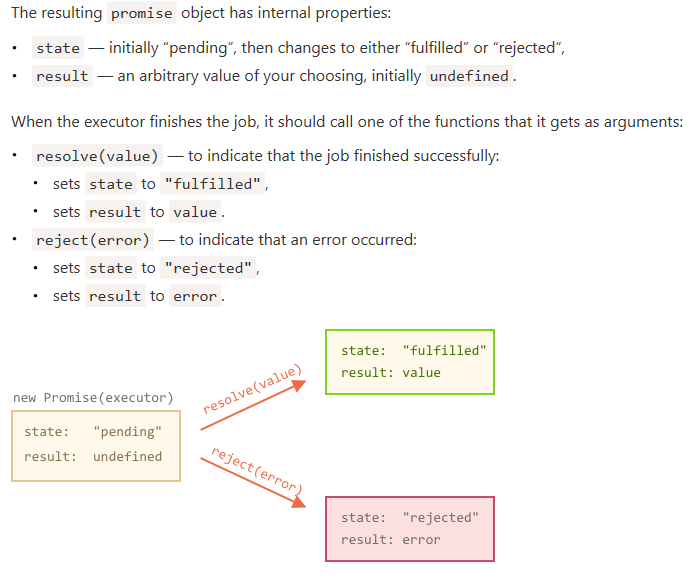 The resulting promise object has internal properties:
• state — initially “pending”, then changes to either “fulfilled” or “rejected”,
• result — an arbitrary value of your choosing, initially undefined.
When the executor finishes the job, it should call one of the functions that it gets as arguments:
• resolve(value) — to indicate that the job finished successfully:
• sets state to "fulfilled",
• sets result to value.
• reject(error) — to indicate that an error occurred:
• sets state to "rejected",
• sets result to error.
new Promise(executor)
state: "pending"
result: undefined
resolve(value)
reject(error)
state: "fulfilled"
result: value
state: "rejected"
result: error